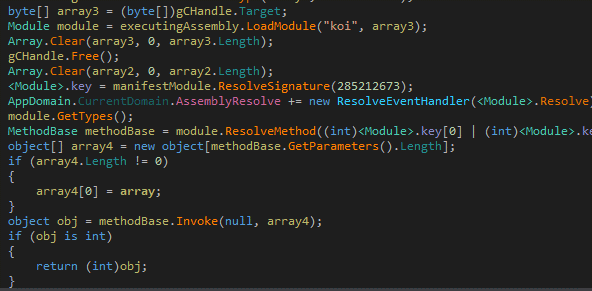 byte[] array3 = (byte[])gCHandle.Target;
Module module = executingAssembly.LoadModule("koi", array3);
Array.Clear(array3, 0, array3.Length);
gCHandle.Free();
Array.Clear(array2, 0, array2.Length);
<Module>.key = manifestModule.ResolveSignature(285212673);
AppDomain.CurrentDomain.AssemblyResolve += new ResolveEventHandler(<Module>.Resolve)
module.GetTypes();
MethodBase methodBase = module.ResolveMethod((int)<Module>.key[0] | (int)<Module>.ke
object[] array4 = new object[methodBase.GetParameters().Length];
if (array4.Length != 0)
{
array4[0] = array;
}
object obj = methodBase.Invoke(null, array4);
if (obj is int)
{
return (int)obj;
}